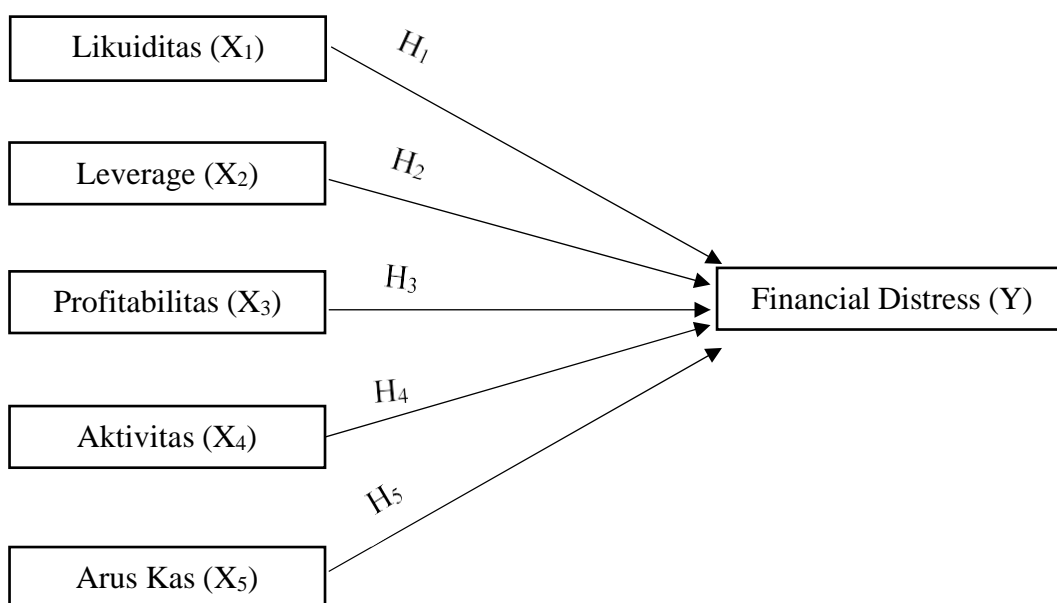 Likuiditas (X₁)
H₁
Leverage (X₂)
H₂
Profitabilitas (X₃)
H₃
Financial Distress (Y)
Aktivitas (X₄)
H₄
Arus Kas (X₅)
H₅